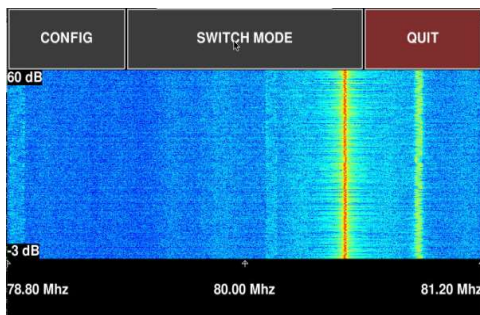 CONFIG
SWITCH MODE
QUIT
60 dB
-3 dB
78.80 Mhz
80.00 Mhz
81.20 Mhz